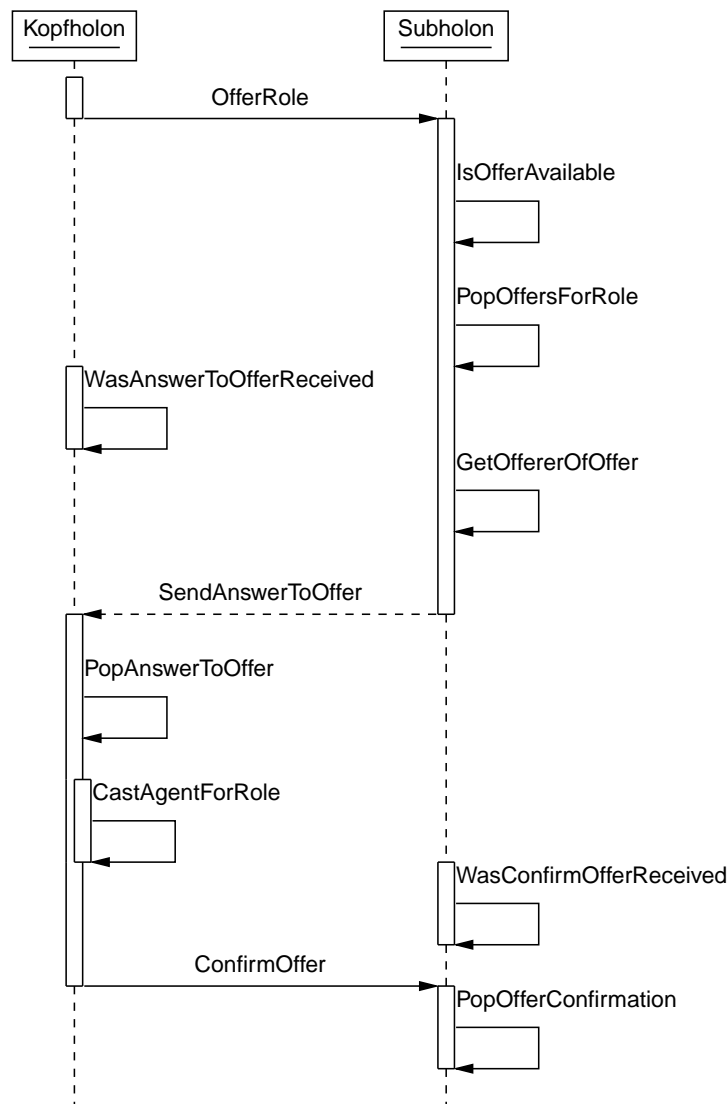 Kopfholon
Subholon
OfferRole
IsOfferAvailable
PopOffersForRole
WasAnswerToOfferReceived
GetOffererOfOffer
SendAnswerToOffer
PopAnswerToOffer
CastAgentForRole
WasConfirmOfferReceived
ConfirmOffer
PopOfferConfirmation